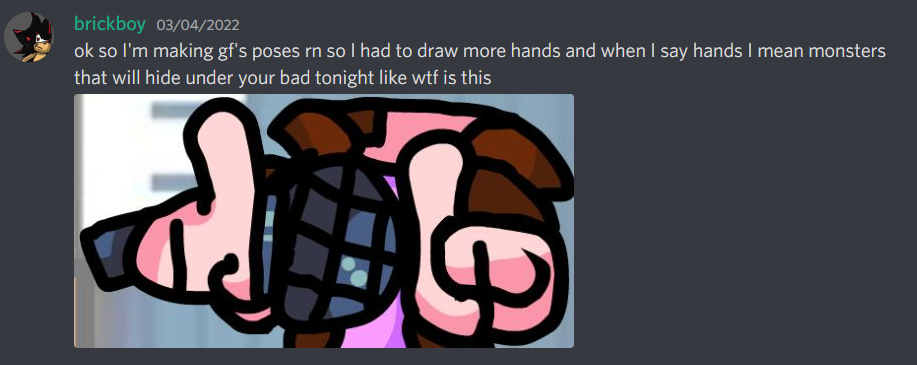 brickboy 03/04/2022
ok so I'm making gf's poses rn so I had to draw more hands and when I say hands I mean monsters
that will hide under your bad tonight like wtf is this